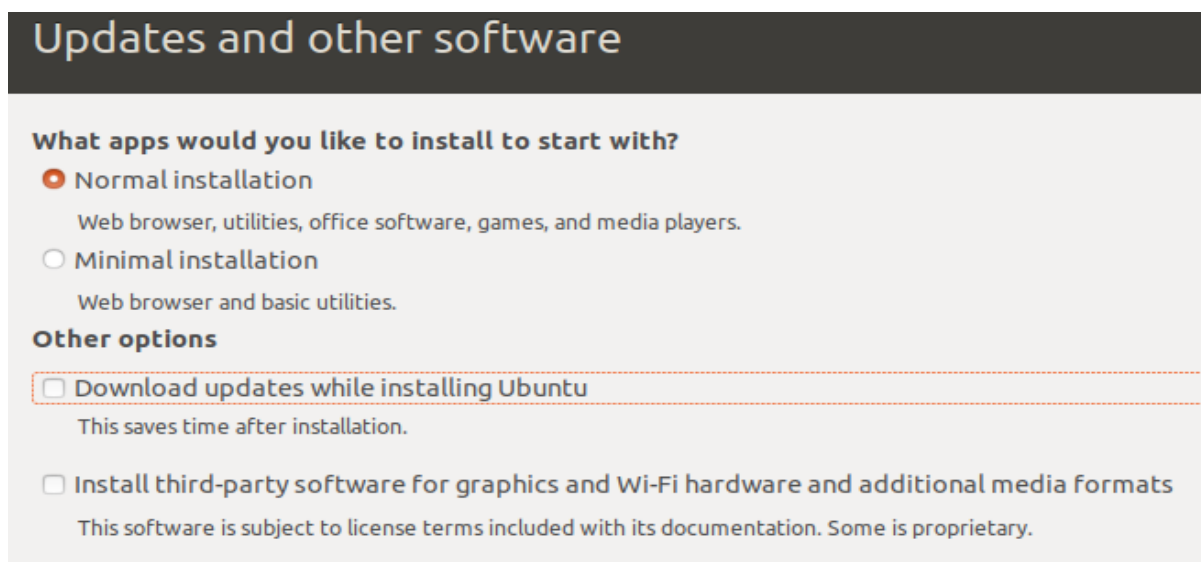 Updates and other software
What apps would you like to install to start with?
Normal installation
Web browser, utilities, office software, games, and media players.
Minimal installation
Web browser and basic utilities.
Other options
Download updates while installing Ubuntu
This saves time after installation.
Install third-party software for graphics and Wi-Fi hardware and additional media formats
This software is subject to license terms included with its documentation. Some is proprietary.